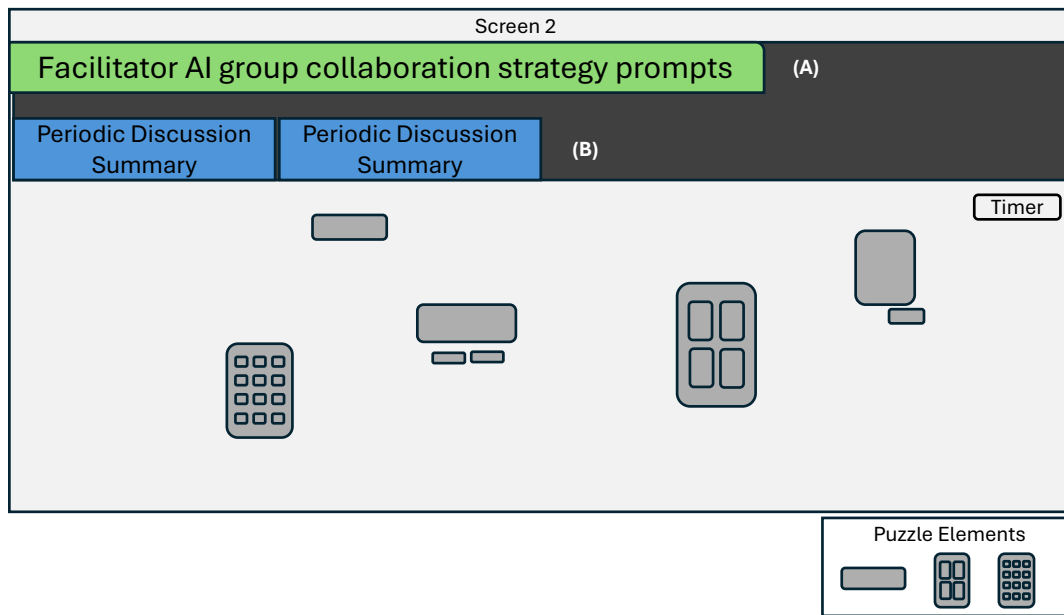 Screen 2
Facilitator AI group collaboration strategy prompts
(A)
Periodic Discussion
Summary
Periodic Discussion
Summary
(B)
Timer
Puzzle Elements